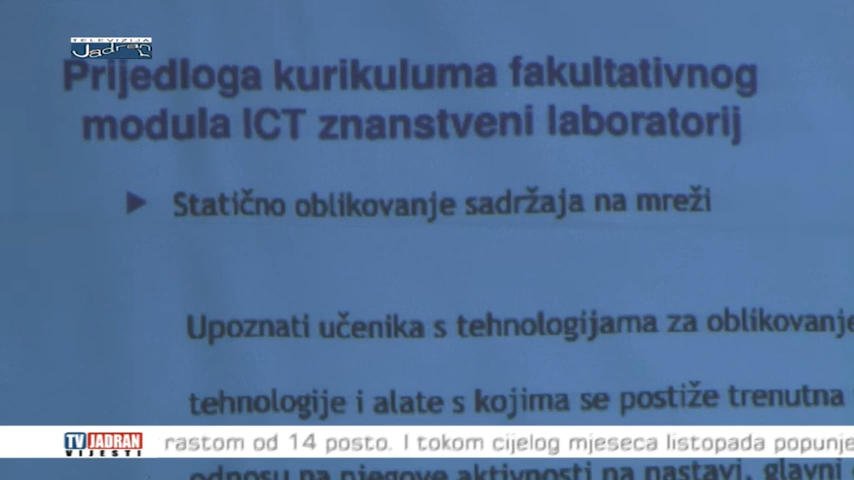 TELEVIZIJA
Jadran
Prijedloga kurikuluma fakultativnog
modula ICT znanstveni laboratorij
Statično oblikovanje sadržaja na mreži
Upoznati učenika s tehnologijama za oblikovanje
tehnologije i alate s kojima se postiže trenutna
TV JADRAN rastom od 14 posto. I tokom cijelog mjeseca listopada popunje
VIJESTI
odnosu na njegove aktivnosti na nastavi, glavni